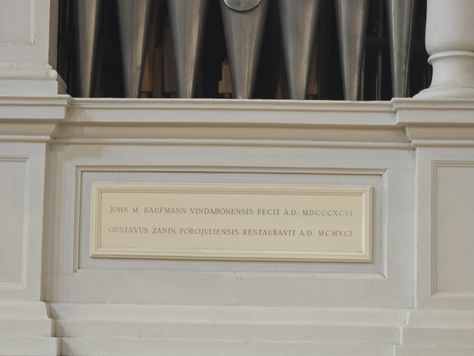 JOHN M. KAUFMANN VINDABONENSIS FECIT A.D. MDCCCXCVI
GUSTAVUS ZANIN FOROJULIENSIS RESTAURAVIT A.D. MCMXCI